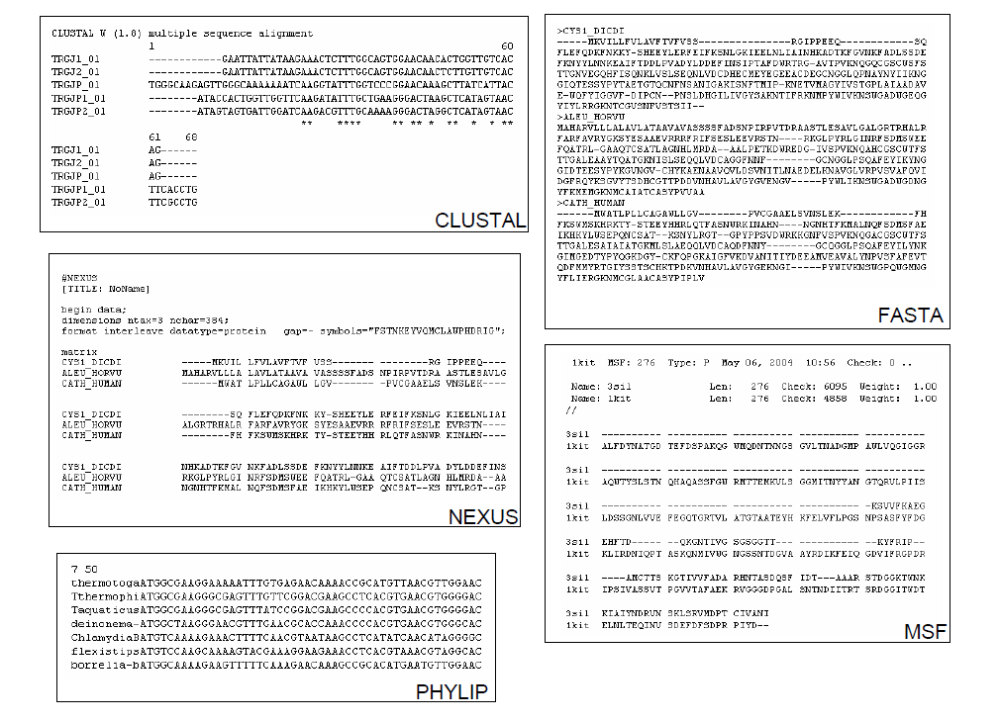 CLUSTAL W (1.8) multiple sequence alignment
1 60
TRGJ1_01 ------------GAATTATTATAAGAAACTCTTTGGCAGTGGAACAACACTGGTTGTCAC
TRGJ2_01 ------------GAATTATTATAAGAAACTCTTTGGCAGTGGAACAACACTTCTTGTCAC
TRGJP_01 TGGGCAAGAGTTGGGCAAAAAAATCAAGGTATTTGGTCCCGGAACAAAGCTTATCATTAC
TRGJP1_01 --------ATACCACTGGTTGGTTCAAGATATTTGCTGAAGGGACTAAGCTCATAGTAAC
TRGJP2_01 --------ATAGTAGTGATTGGATCAAGACGTTTGCAAAAGGGACTAGGCTCATAGTAAC
** **** ** ** ** * * **
61 68
TRGJ1_01 AG------
TRGJ2_01 AG------
TRGJP_01 AG------
TRGJP1_01 TTCACCTG
TRGJP2_01 TTCGCCTG
CLUSTAL
#NEXUS
[TITLE: NoName]
begin data;
dimensions ntax=3 nchar=384;
format interleave datatype=protein gap=- symbols="FSTNKEYVQMCLAWPHDRIG";
matrix
CYS1_DICDI -----MKVIL LFVLAVFTVF VSS------- --------RG IPPEEQ----
ALEU_HORVU MAHARVLLLA LAVLATAAVA VASSSSFADS NPIRPVTDRA ASTLESAVLG
CATH_HUMAN ------MWAT LPLLCAGAWL LGV------- -PVCGAAELS VNSLEK----
CYS1_DICDI --------SQ FLEFQDKFNK KY-SHEEYLE RFEIFKSNLG KIEELNLIAI
ALEU_HORVU ALGRTRHALR FARFAVRYGK SYESAAEVRR RFRIFSESLE EVRSTN----
CATH_HUMAN --------FH FKSWMSKHRK TY-STEEYHH RLQTFASNWR KINAHN----
CYS1_DICDI NHKADTKFGV NKFADLSSDE FKNYYLNNKE AIFTDDLPVA DYLDDEFINS
ALEU_HORVU RKGLPYRLGI NRFSDMSWEE FQATRL-GAA QTCSATLAGN HLMRDA--AA
CATH_HUMAN NGNHTFKMAL NQFSDMSFAE IKHKYLWSEP QNCSAT--KS NYLRGT--GP
NEXUS
7 50
thermotogaATGGCGAAGGAAAAATTTGTGAGAACAAAACCGCATGTTAACGTTGGAAC
TthermophiATGGCGAAGGGCGAGTTTGTTCGGACGAAGCCTCACGTGAACGTGGGGAC
TaquaticusATGGCGAAGGGCGAGTTTATCCGGACGAAGCCCCACGTGAACGTGGGGAC
deinonema-ATGGCTAAGGGAACGTTTGAACGCACCAAACCCCACGTGAACGTGGGCAC
ChlamydiaBATGTCAAAAGAAACTTTTCAACGTAATAAGCCTCATATCAACATAGGGGC
flexistipsATGTCCAAGCAAAAGTACGAAAGGAAGAAACCTCACGTAAACGTAGGCAC
borrelia-bATGGCAAAAGAAGTTTTTCAAAGAACAAAGCCGCACATGAATGTTGGAAC
PHYLIP
>CYS1_DICDI
-----MKVILLFVLAVFTVFVSS---------------RGIPPEEQ------------SQ
FLEFQDKFNKKY-SHEEYLERFEIFKSNLGKIEELNLIAINHKADTKFGVNKFADLSSDE
FKNYYLNNKEAIFTDDLPVADYLDDEFINSIPTAFDWRTRG-AVTPVKNQGQCGSCWSFS
TTGNVEGQHFISQNKLVSLSEQNLVDCDHECMEYEGEEACDEGCNGGLQPNAYNYIIKNG
GIQTESSYPYTAETGTQCNFNSANIGAKISNFTMIP-KNETVMAGYIVSTGPLAIAADAV
E-WQFYIGGVF-DIPCN--PNSLDHGILIVGYSAKNTIFRKNMPYWIVKNSWGADWGEQG
YIYLRRGKNTCGVSNFVSTSII--
>ALEU_HORVU
MAHARVLLLALAVLATAAVAVASSSSFADSNPIRPVTDRAASTLESAVLGALGRTRHALR
FARFAVRYGKSYESAAEVRRRFRIFSESLEEVRSTN----RKGLPYRLGINRFSDMSWEE
FQATRL-GAAQTCSATLAGNHLMRDA--AALPETKDWREDG-IVSPVKNQAHCGSCWTFS
TTGALEAAYTQATGKNISLSEQQLVDCAGGFNNF--------GCNGGLPSQAFEYIKYNG
GIDTEESYPYKGVNGV-CHYKAENAAVQVLDSVNITLNAEDELKNAVGLVRPVSVAFQVI
DGFRQYKSGVYTSDHCGTTPDDVNHAVLAVGYGVENGV-----PYWLIKNSWGADWGDNG
YFKMEMGKNMCAIATCASYPVVAA
>CATH_HUMAN
------MWATLPLLCAGAWLLGV--------PVCGAAELSVNSLEK------------FH
FKSWMSKHRKTY-STEEYHHRLQTFASNWRKINAHN----NGNHTFKMALNQFSDMSFAE
IKHKYLWSEPQNCSAT--KSNYLRGT--GPYPPSVDWRKKGNFVSPVKNQGACGSCWTFS
TTGALESAIAIATGKMLSLAEQQLVDCAQDFNNY--------GCQGGLPSQAFEYILYNK
GIMGEDTYPYQGKDGY-CKFQPGKAIGFVKDVANITIYDEEAMVEAVALYNPVSFAFEVT
QDFMMYRTGIYSSTSCHKTPDKVNHAVLAVGYGEKNGI-----PYWIVKNSWGPQWGMNG
YFLIERGKNMCGLAACASYPIPLV
FASTA
1kit MSF: 276 Type: P May 06, 2004 10:56 Check: 0 ..
Name: 3sil Len: 276 Check: 6095 Weight: 1.00
Name: 1kit Len: 276 Check: 4858 Weight: 1.00
//
3sil ---------- ---------- ---------- ---------- ----------
1kit ALFDYNATGD TEFDSPAKQG WMQDNTNNGS GVLTNADGMP AWLVQGIGGR
3sil ---------- ---------- ---------- ---------- ----------
1kit AQWTYSLSTN QHAQASSFGW RMTTEMKVLS GGMITNYYAN GTQRVLPIIS
3sil ---------- ---------- ---------- ---------- -KSVVFKAEG
1kit LDSSGNLVVE FEGQTGRTVL ATGTAATEYH KFELVFLPGS NPSASFYFDG
3sil EHFTD----- -QKGNTIVG SGSGGTT--- ---------- --KYFRIP--
1kit KLIRDNIQPT ASKQNMIVWG NGSSNTDGVA AYRDIKFEIQ GDVIFRGPDR
3sil ----AMCTTS KGTIVVFADA RHNTASDQSF IDT---AAAR STDGGKTWNK
1kit IPSIVASSVT PGVVTAFAEK RVGGGDPGAL SNTNDIITRT SRDGGITWDT
3sil KIAIYNDRVN SKLSRVMDPT CIVANI
1kit ELNLTEQINV SDEFDFSDPR PIYD--
MSF